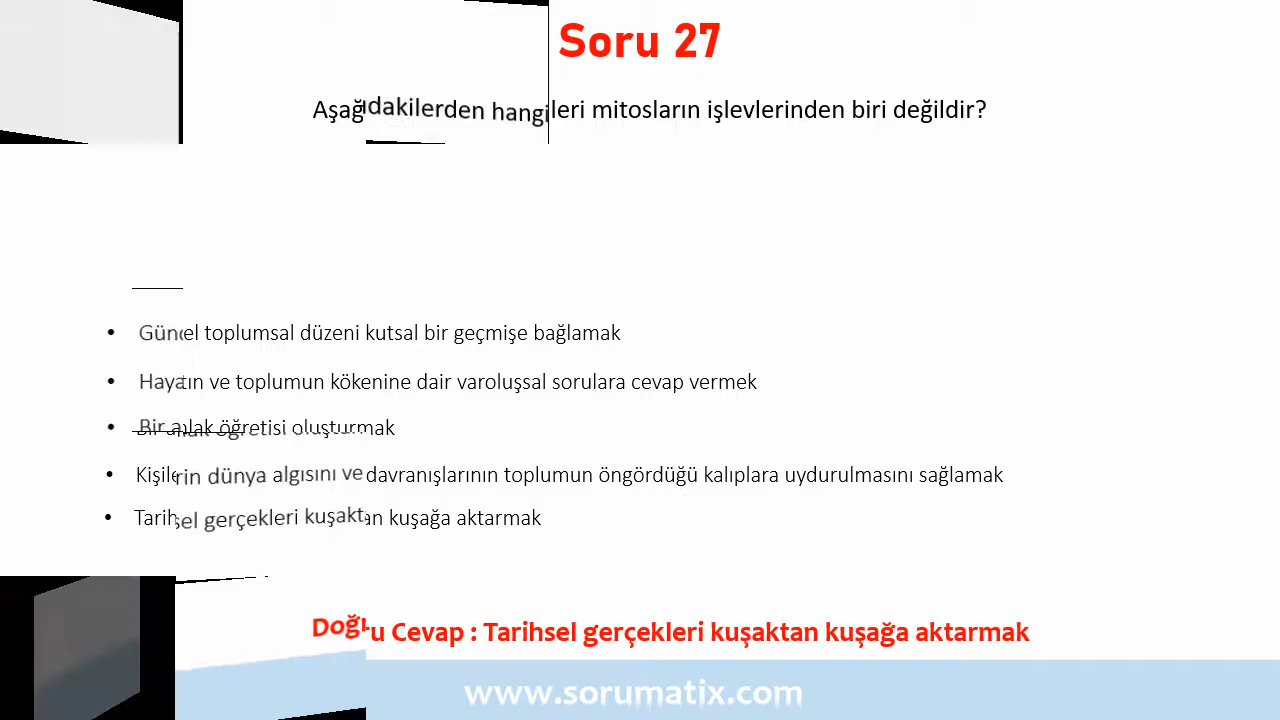 Soru 27
Aşağıdakilerden hangileri mitosların işlevlerinden biri değildir?
• Güncel toplumsal düzeni kutsal bir geçmişe bağlamak
• Hayatın ve toplumun kökenine dair varoluşsal sorulara cevap vermek
• Bir ahlak öğretisi oluşturmak
• Kişilerin dünya algısını ve davranışlarının toplumun öngördüğü kalıplara uydurulmasını sağlamak
• Tarihsel gerçekleri kuşaktan kuşağa aktarmak
Doğru Cevap : Tarihsel gerçekleri kuşaktan kuşağa aktarmak
www.sorumatix.com